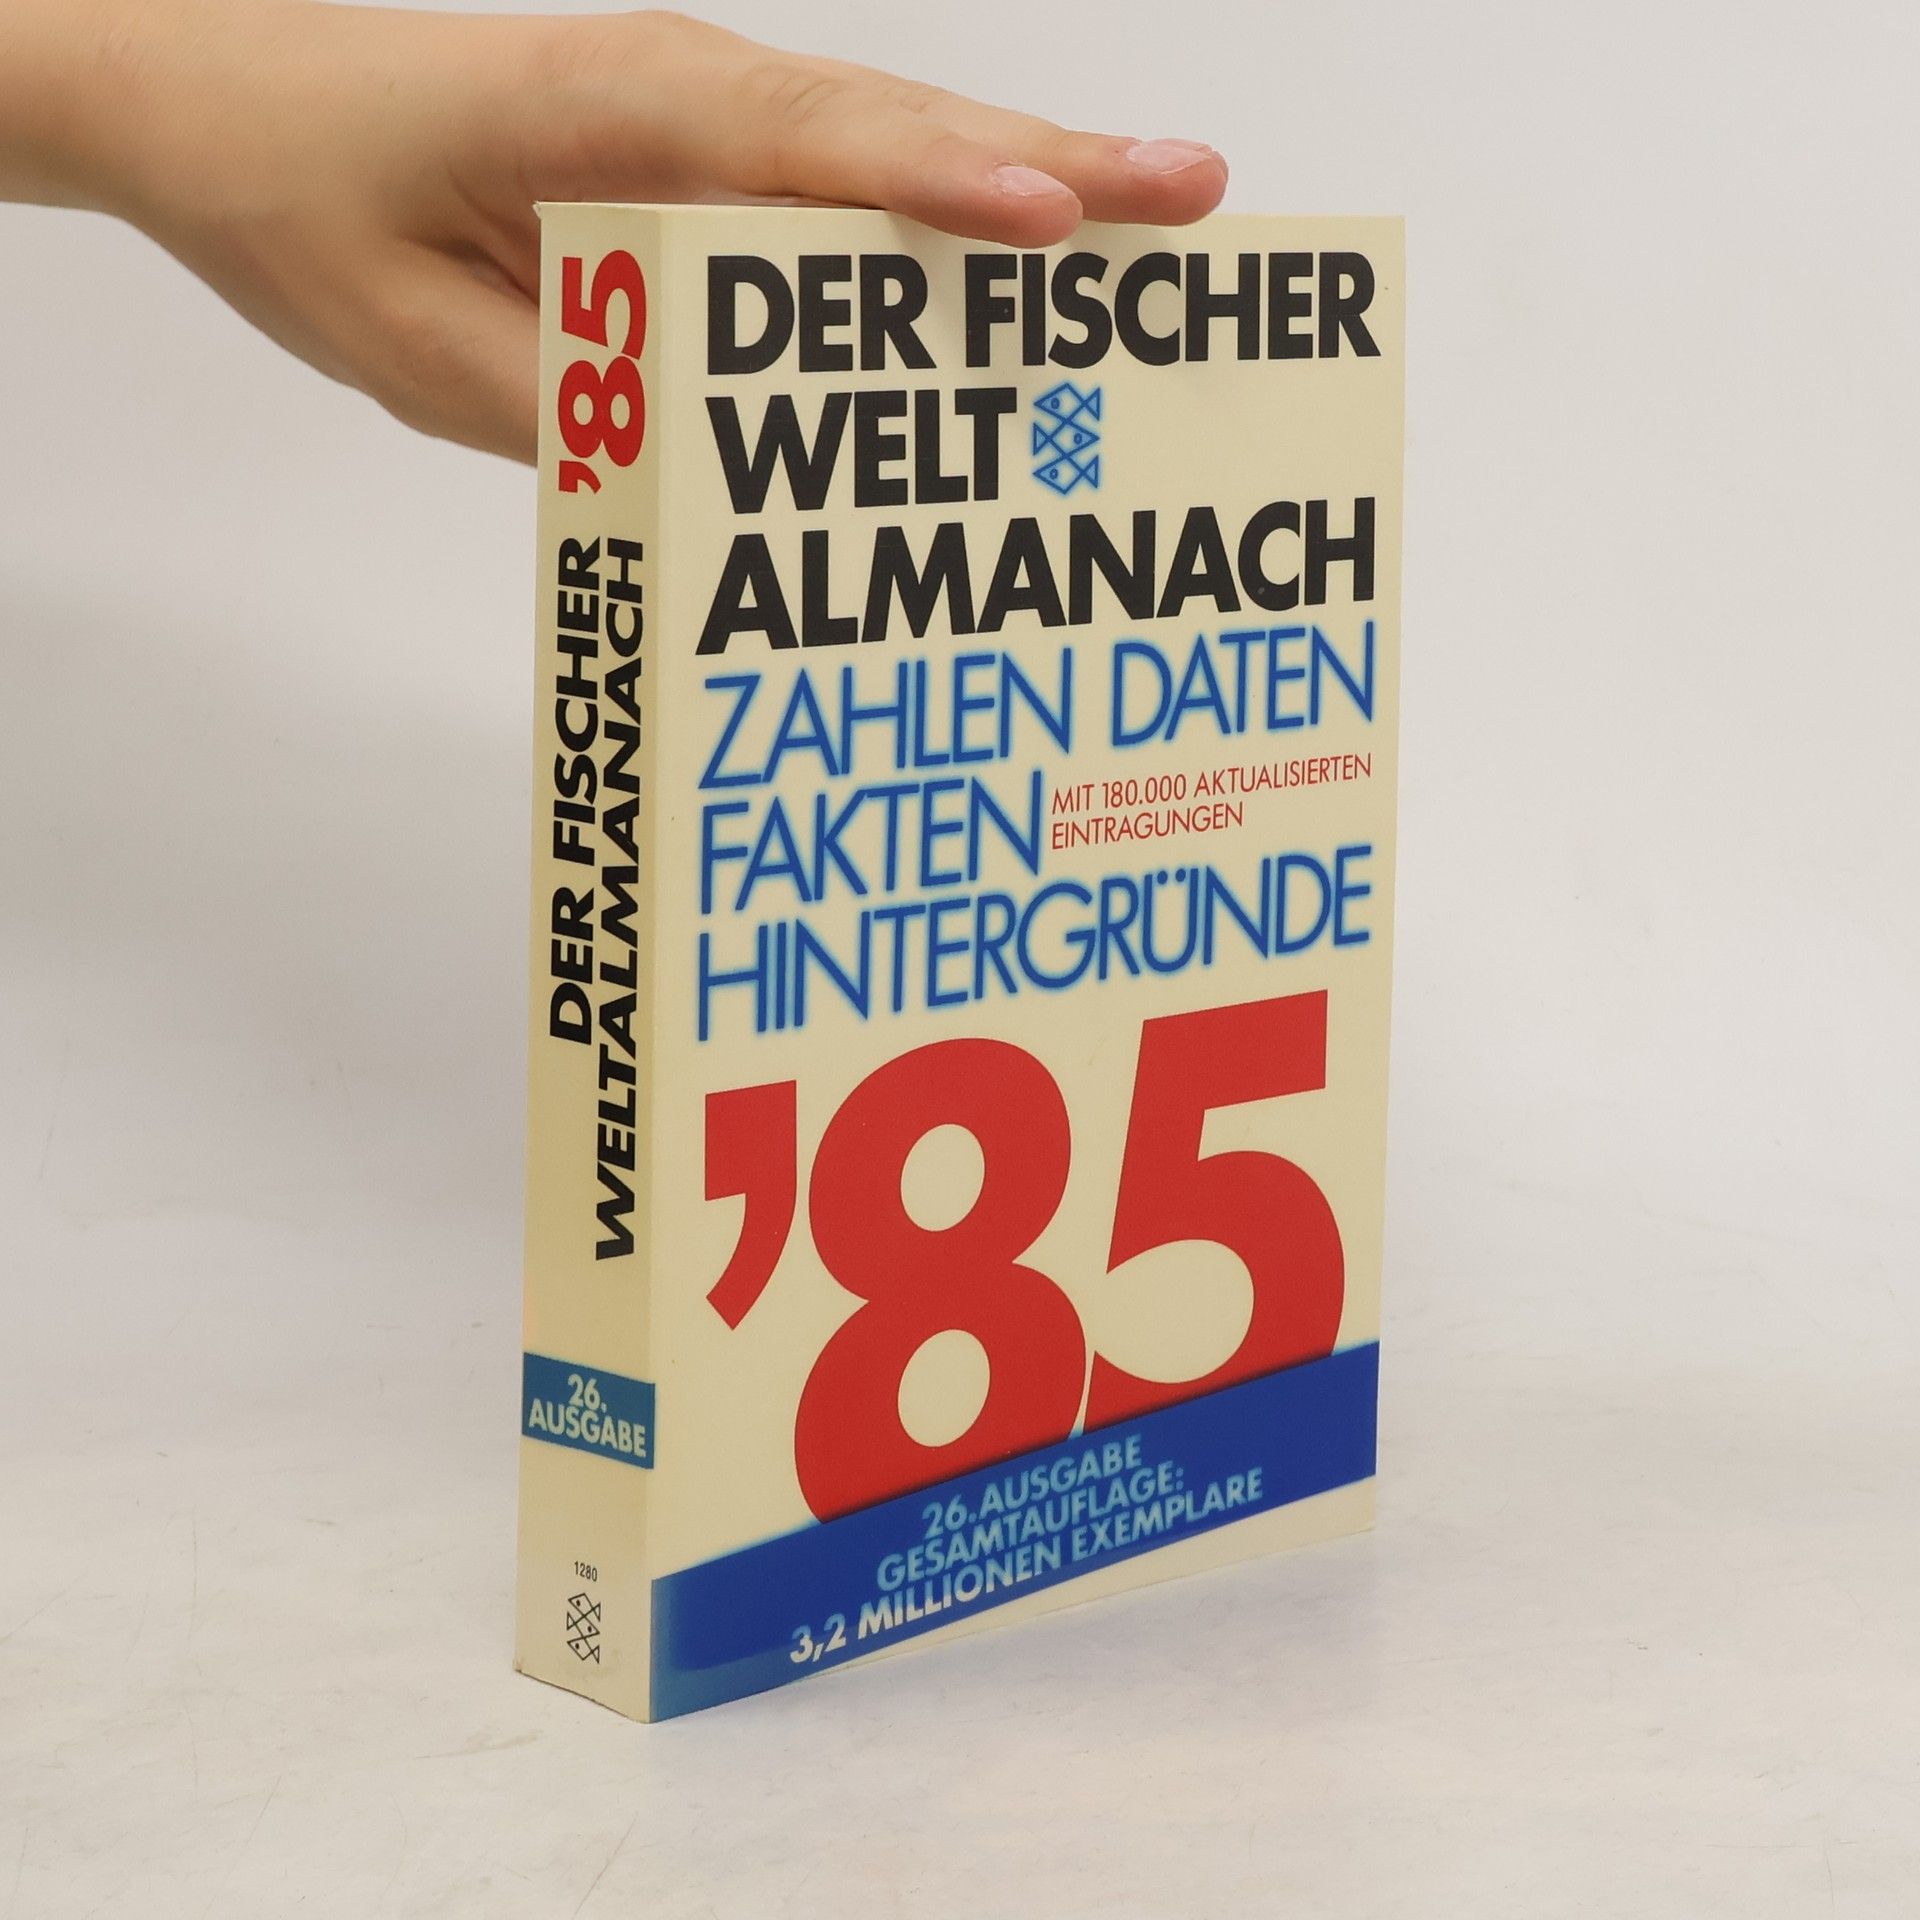 DER FISCHER
WELT
ALMANACH
ZAHLEN DATEN
FAKTEN
MIT 180.000 AKTUALISIERTEN
EINTRAGUNGEN
HINTERGRÜNDE
'85
26. AUSGABE
GESAMTAUFLAGE:
3,2 MILLIONEN EXEMPLARE
DER FISCHER
WELTALMANACH
'85
26.
AUSGABE
1280